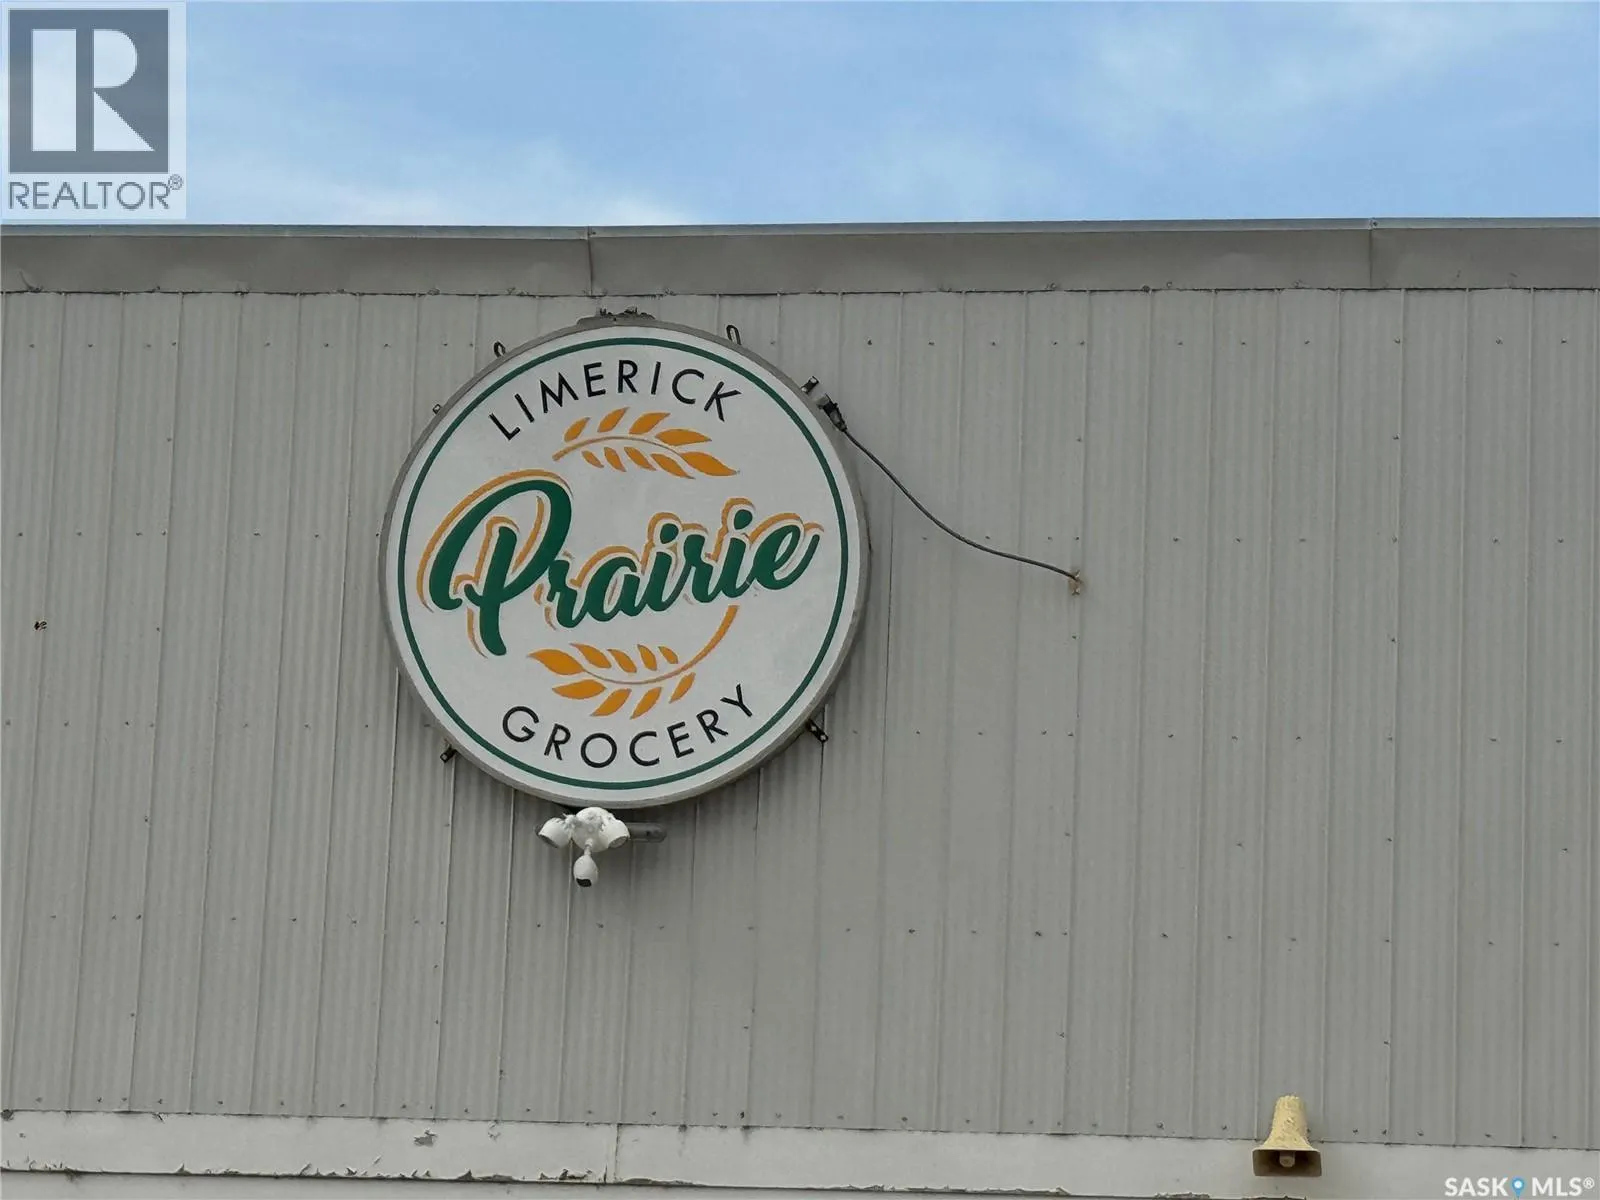 REALTOR®
LIMERICK
Prairie
GROCERY
SASK MLS®